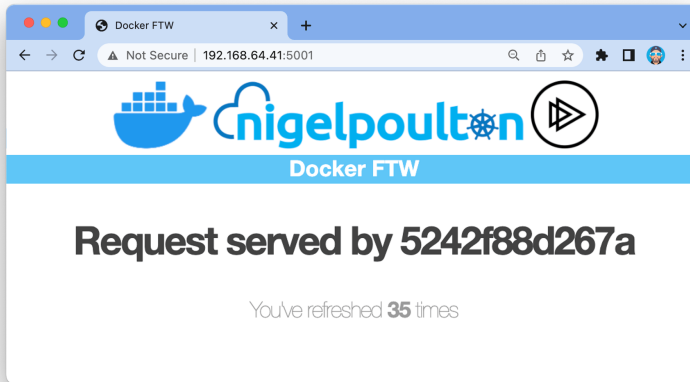 Docker FTW
Not Secure 192.168.64.41:5001
nigelpoulton
Docker FTW
Request served by 5242f88d267a
You've refreshed 35 times